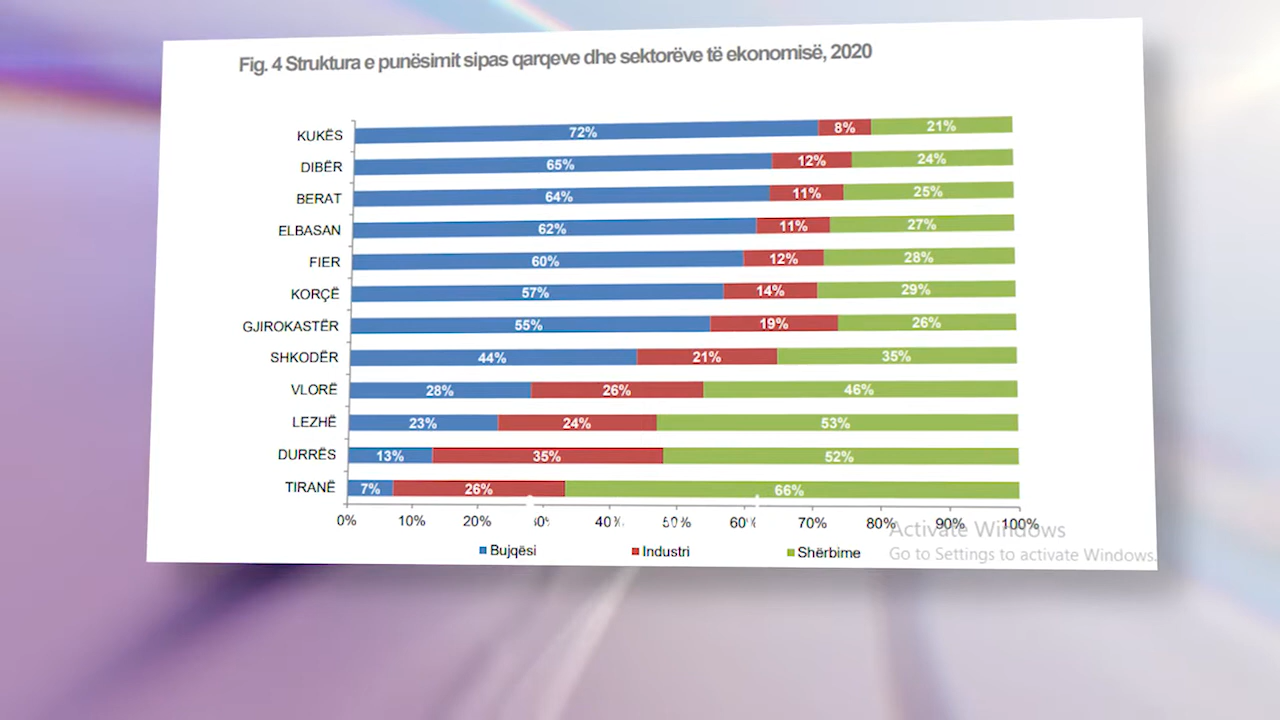 Fig. 4 Struktura e punësimit sipas qarqeve dhe sektorëve të ekonomisë, 2020
KUKËS 72% 8% 21%
DIBËR 65% 12% 24%
BERAT 64% 11% 25%
ELBASAN 62% 11% 27%
FIER 60% 12% 28%
KORÇË 57% 14% 29%
GJIROKASTËR 55% 19% 26%
SHKODËR 44% 21% 35%
VLORË 28% 26% 46%
LEZHË 23% 24% 53%
DURRËS 13% 35% 52%
TIRANË 7% 26% 66%
0% 10% 20% 30% 40% 50% 60% 70% 80% 90% 100%
Bujqësi Industri Shërbime
Activate Windows
Go to Settings to activate Windows.